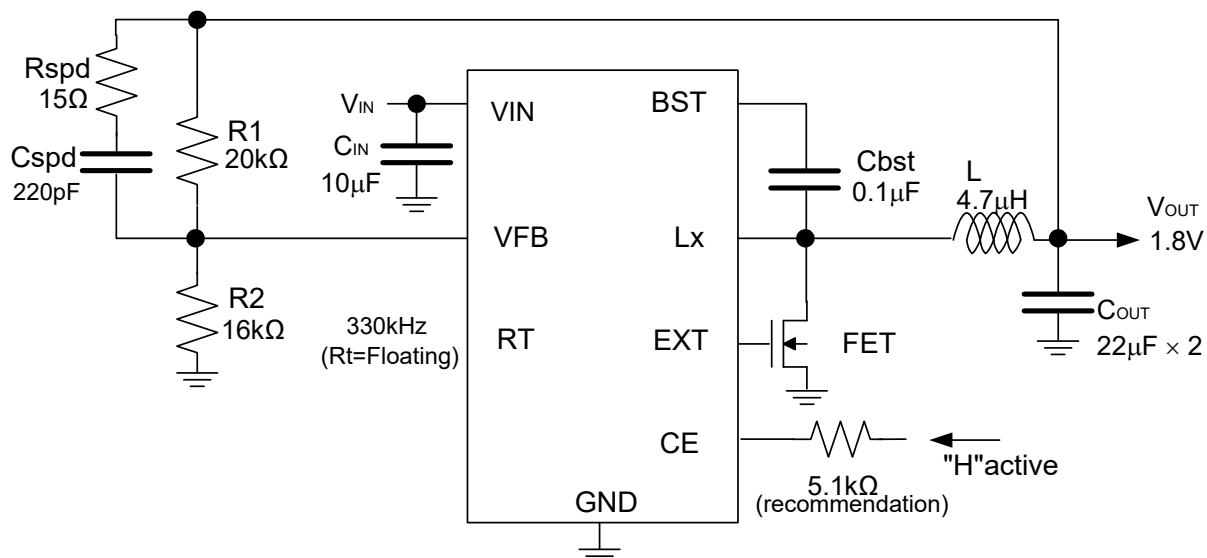 Rspd
15Ω
Cspd
220pF
R1
20kΩ
R2
16kΩ
VIN
CIN
10μF
330kHz
(Rt=Floating)
VIN
VFB
RT
BST
Lx
EXT
CE
GND
Cbst
0.1μF
L
4.7μH
VOUT
1.8V
COUT
22μF × 2
FET
"H"active
5.1kΩ
(recommendation)